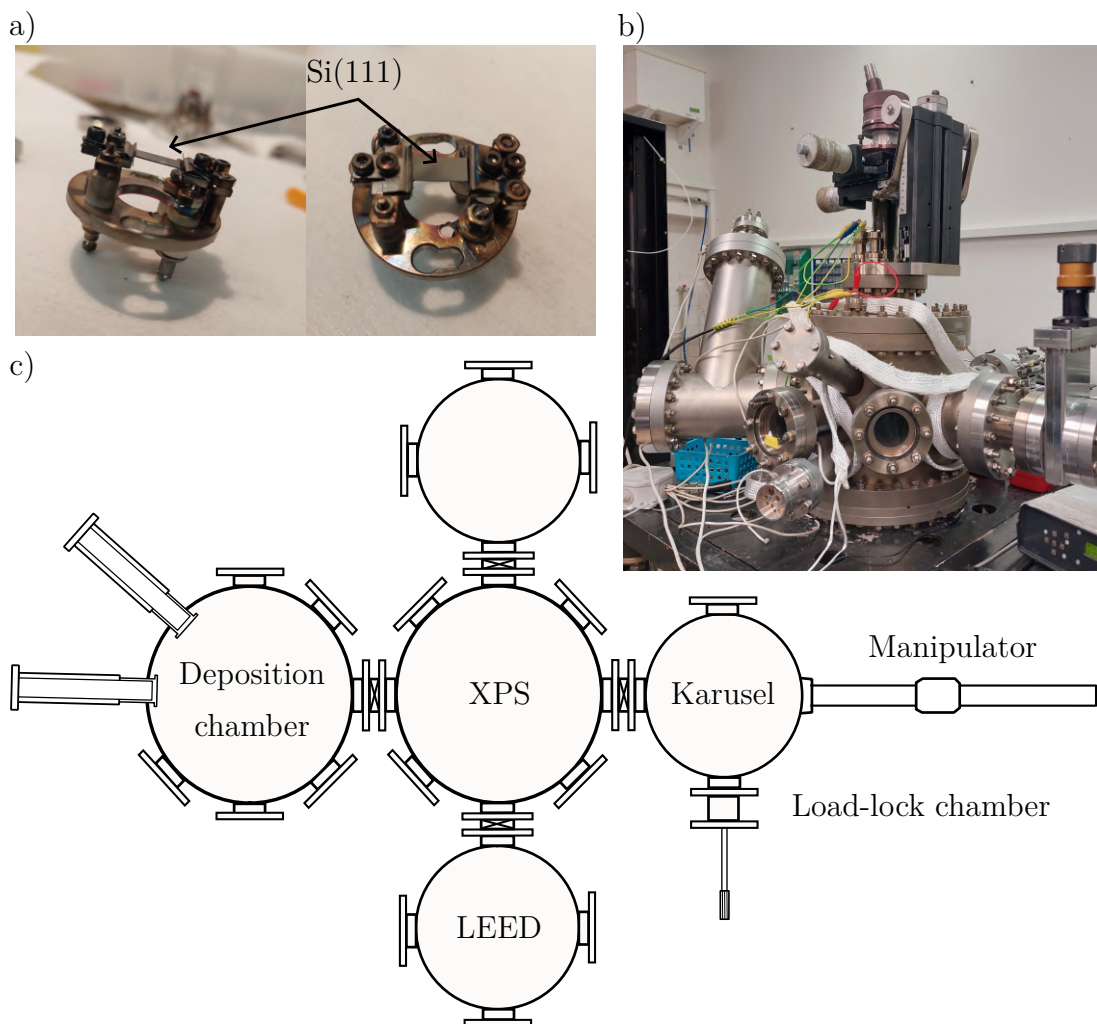 a)
Si(111)
b)
c)
Deposition
chamber
XPS
Karusel
Manipulator
Load-lock chamber
LEED